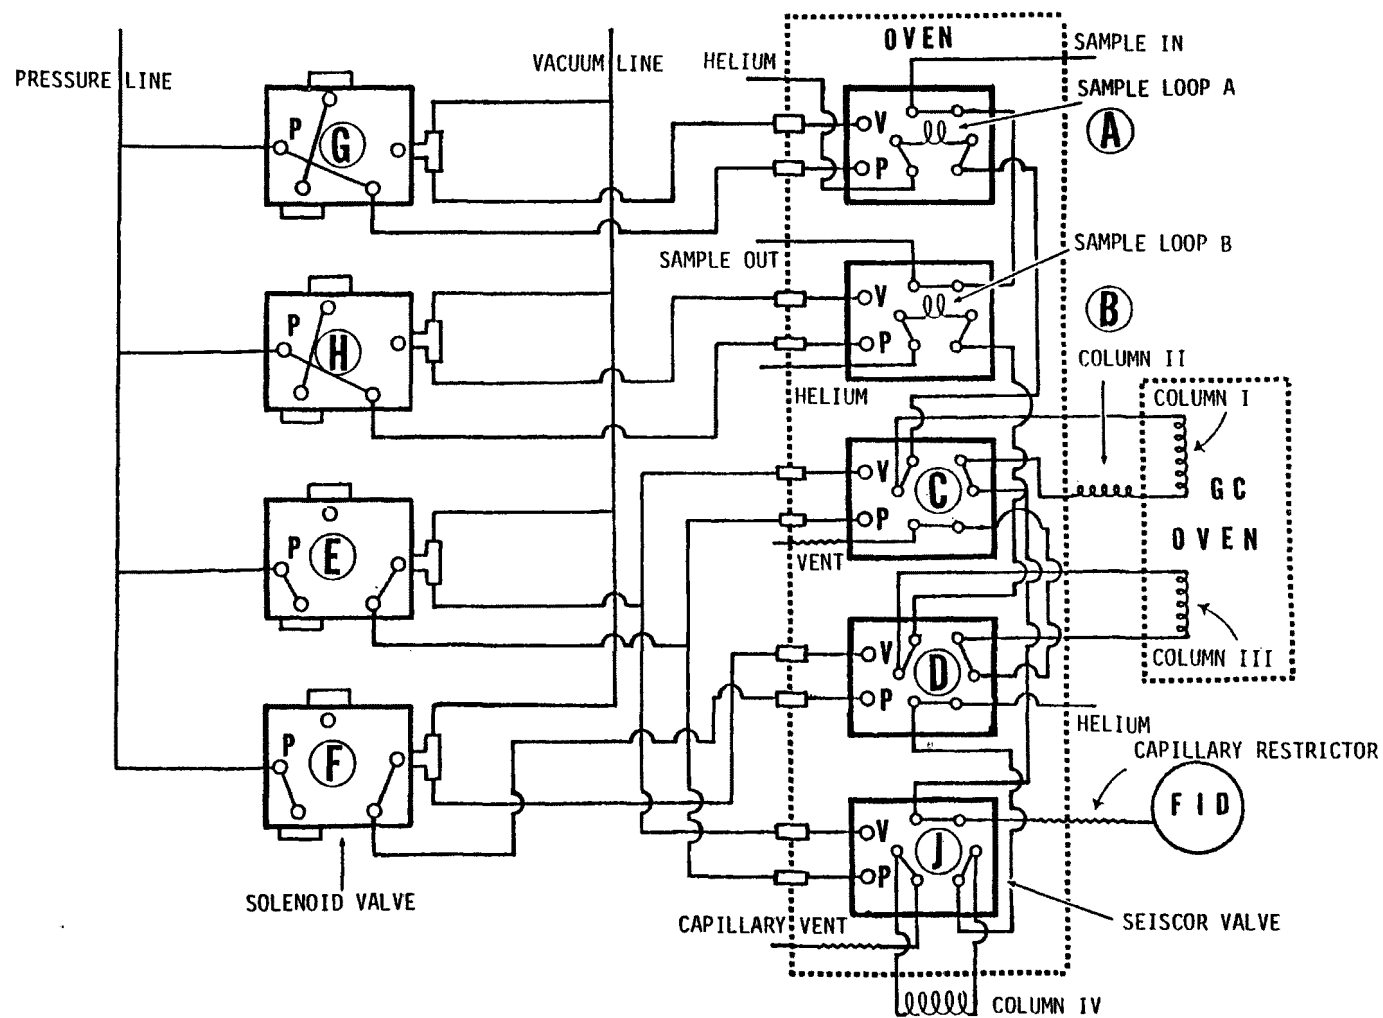 OVEN
SAMPLE IN
PRESSURE LINE
VACUUM LINE
HELIUM
SAMPLE LOOP A
P
G
V
P
A
SAMPLE OUT
SAMPLE LOOP B
P
H
V
P
B
HELIUM
COLUMN II
COLUMN I
V
C
P
GC
OVEN
VENT
P
E
V
D
P
COLUMN III
HELIUM
P
F
CAPILLARY RESTRICTOR
FID
V
J
P
SOLENOID VALVE
CAPILLARY VENT
SEISCOR VALVE
COLUMN IV